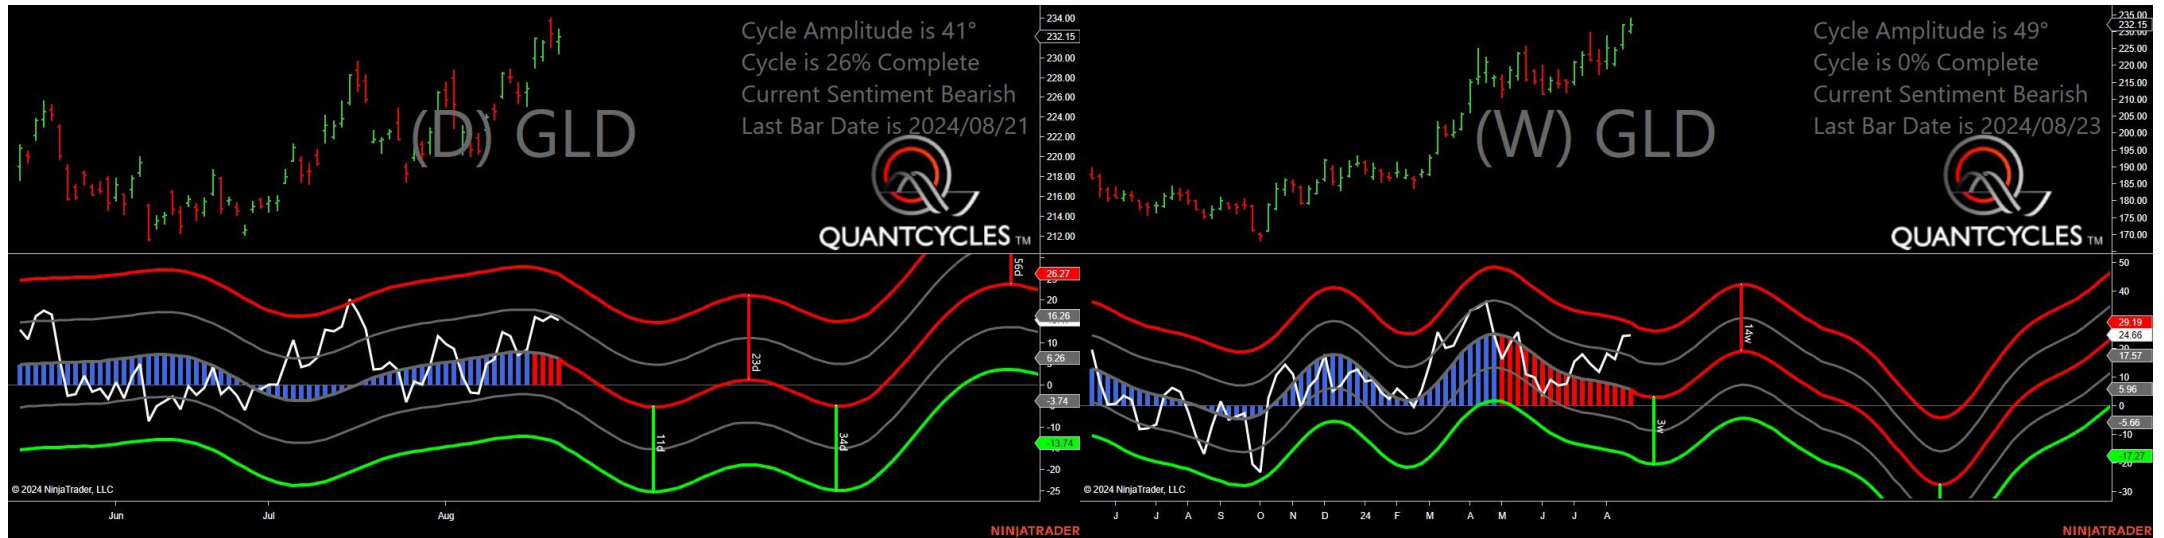 Cycle Amplitude is 41°
Cycle is 26% Complete
Current Sentiment Bearish
Last Bar Date is 2024/08/21
(D) GLD
QUANTCYCLES TM
234.00
232.15
230.00
228.00
226.00
224.00
222.00
220.00
218.00
216.00
214.00
212.00
56d
26.27
20
16.26
10
6.26
0
-3.74
-10
-13.74
-20
-25
11d
23d
34d
© 2024 NinjaTrader, LLC
Jun
Jul
Aug
NINJATRADER
Cycle Amplitude is 49°
Cycle is 0% Complete
Current Sentiment Bearish
Last Bar Date is 2024/08/23
(W) GLD
QUANTCYCLES TM
235.00
232.15
230.00
225.00
220.00
215.00
210.00
205.00
200.00
195.00
190.00
185.00
180.00
175.00
170.00
50
40
29.19
24.66
20
17.57
10
5.96
0
-5.66
-10
-17.27
-20
-30
14w
3w
© 2024 NinjaTrader, LLC
J
J
A
S
O
N
D
24
F
M
A
M
J
J
A
NINJATRADER